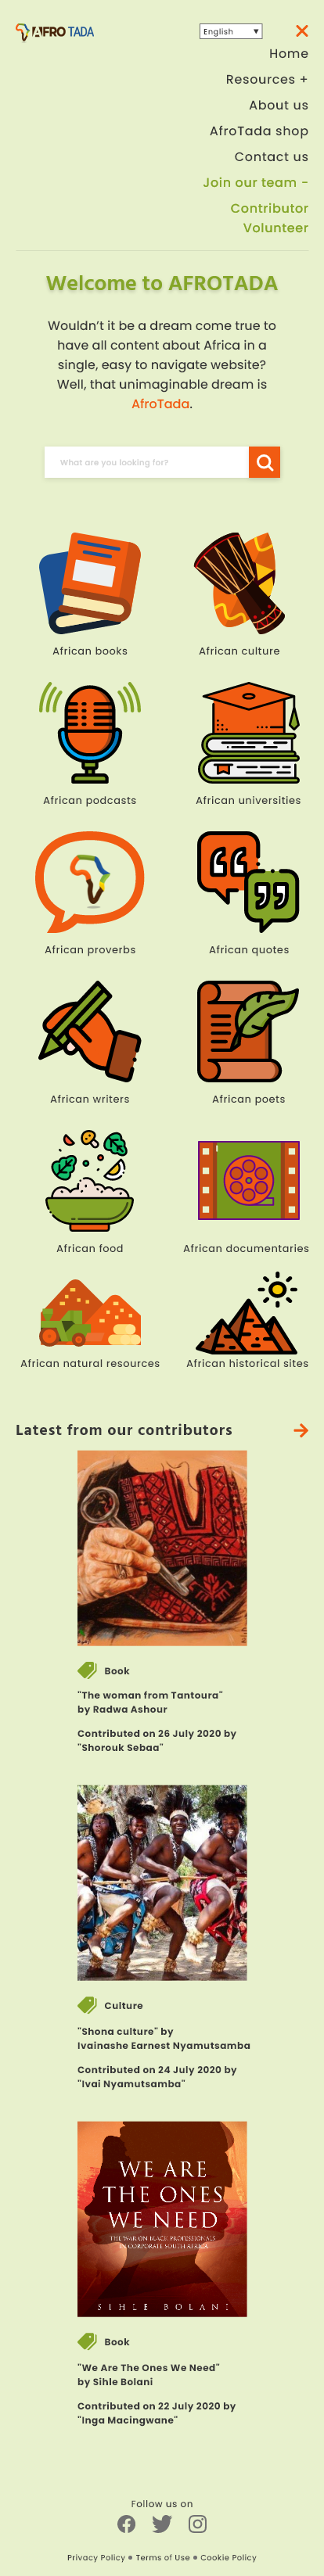 AFRO TADA
English
Home
Resources +
About us
AfroTada shop
Contact us
Join our team -
Contributor
Volunteer
Welcome to AFROTADA
Wouldn't it be a dream come true to
have all content about Africa in a
single, easy to navigate website?
Well, that unimaginable dream is
AfroTada.
What are you looking for?
African books
African culture
African podcasts
African universities
African proverbs
African quotes
African writers
African poets
African food
African documentaries
African natural resources
African historical sites
Latest from our contributors
Book
"The woman from Tantoura"
by Radwa Ashour
Contributed on 26 July 2020 by
"Shorouk Sebaa"
Culture
"Shona culture" by
Ivainashe Earnest Nyamutsamba
Contributed on 24 July 2020 by
"Ivai Nyamutsamba"
WE ARE
THE ONES
WE NEED
THE WAR ON BLACK PROFESSIONALS
IN CORPORATE SOUTH AFRICA
SIHLE BOLANI
Book
"We Are The Ones We Need"
by Sihle Bolani
Contributed on 22 July 2020 by
"Inga Macingwane"
Follow us on
Privacy Policy • Terms of Use • Cookie Policy